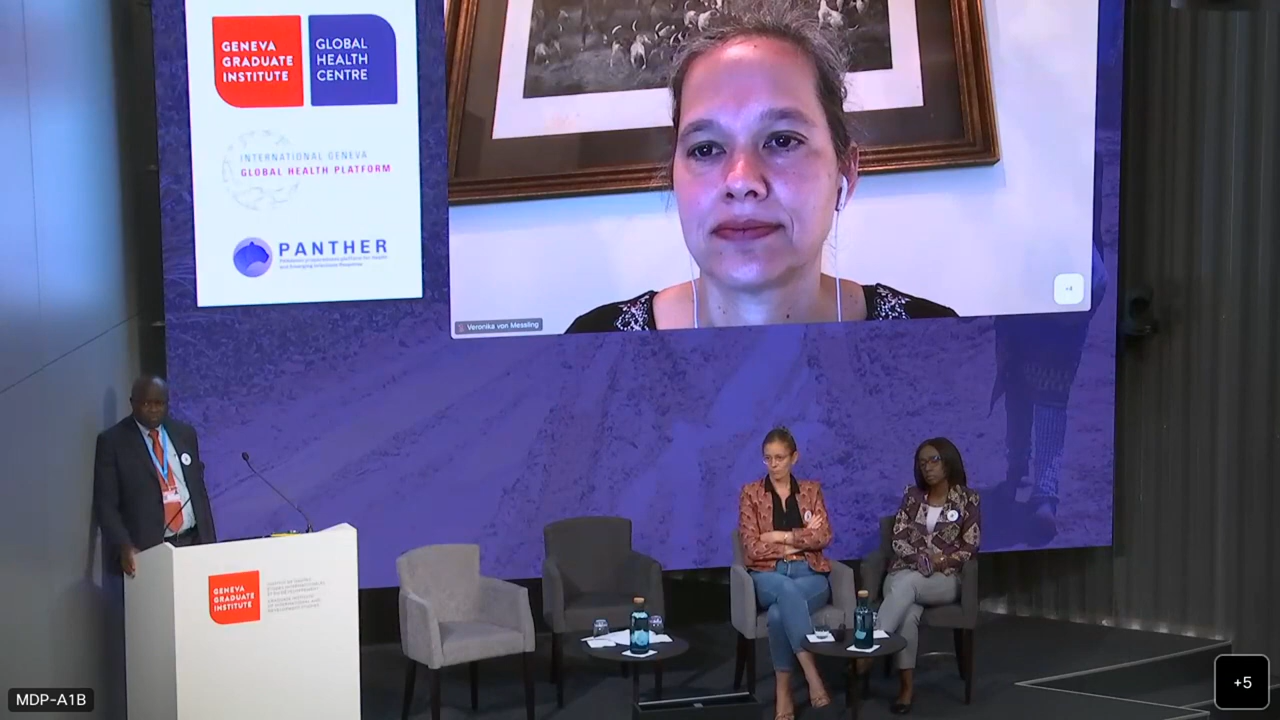 GENEVA
GRADUATE
INSTITUTE
GLOBAL
HEALTH
CENTRE
INTERNATIONAL GENEVA
GLOBAL HEALTH PLATFORM
PANTHER
Veronika von Messling
+4
GENEVA
GRADUATE
INSTITUTE
MDP-A1B
+5